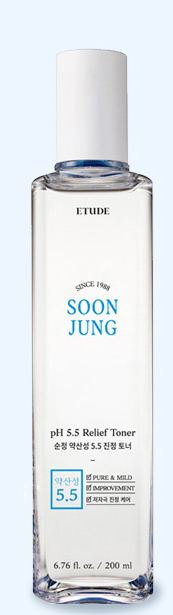 ETUDE
SINCE 1988
SOON
JUNG
pH 5.5 Relief Toner
순정 약산성 5.5 진정 토너
약산성
5.5
PURE & MILD
IMPROVEMENT
저자극 진정 케어
6.76 fl. oz. / 200 ml